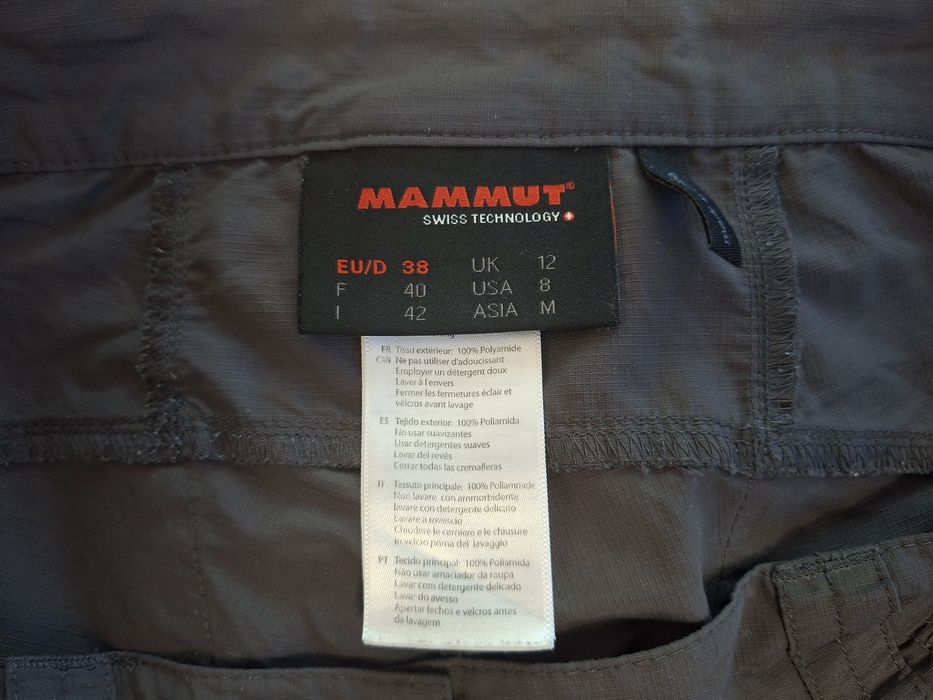 MAMMUT®
SWISS TECHNOLOGY
EU/D 38 UK 12
F 40 USA 8
I 42 ASIA M
FR Tissu extérieur: 100% Polyamide
CAN Ne pas utiliser d'adoucissant
Employer un détergent doux
Laver à l'envers
Fermer les fermetures éclair et
vélcros avant lavage
ES Tejido exterior: 100% Poliamida
No usar suavizantes
Usar detergentes suaves
Lavar del revés
Cerrar todas las cremalleras
IT Tessuto principale: 100% Poliammide
Non lavare con ammorbidente
lavare con detergente delicato
Lavare a rovescio
Chiudere le cerniere e le chiusure
in velcro prima del lavaggio
PT Tecido principal: 100% Poliamida
Não usar amaciador da roupa
Lavar com detergente delicado
Lavar do avesso
Apertar fechos e velcros antes
da lavagem